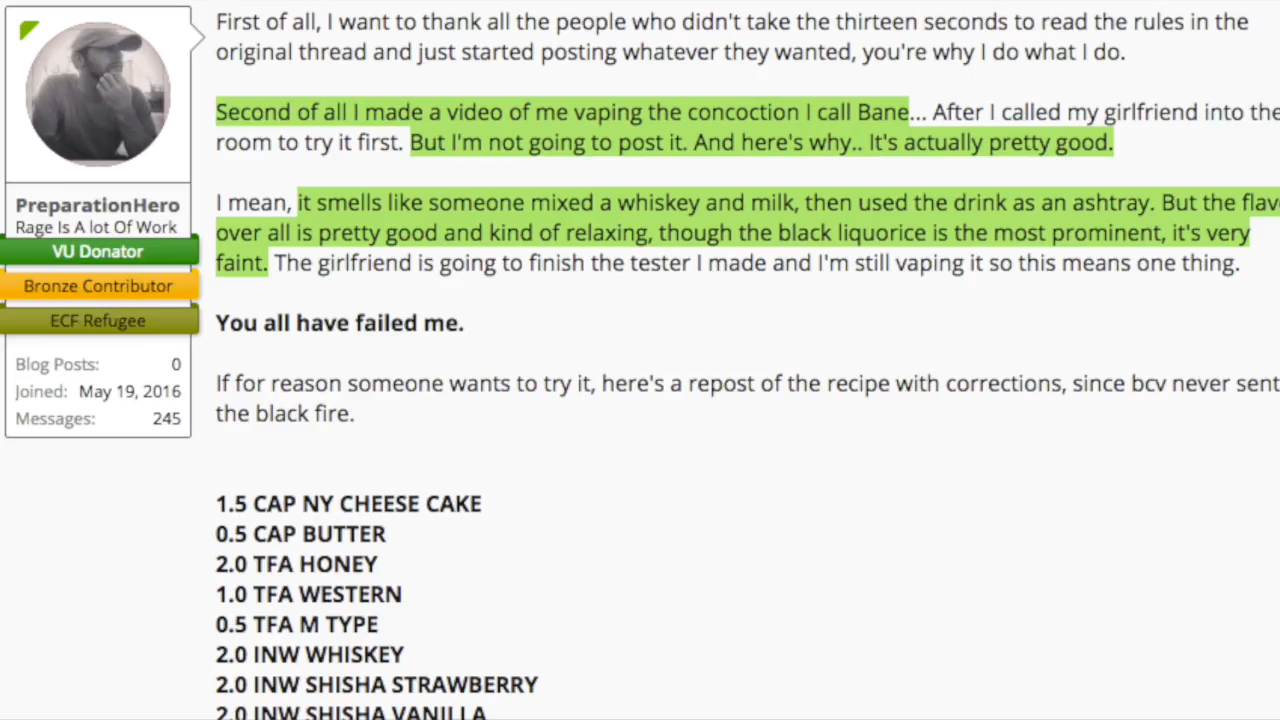 First of all, I want to thank all the people who didn't take the thirteen seconds to read the rules in the
original thread and just started posting whatever they wanted, you're why I do what I do.
Second of all I made a video of me vaping the concoction I call Bane... After I called my girlfriend into the
room to try it first. But I'm not going to post it. And here's why.. It's actually pretty good.
I mean, it smells like someone mixed a whiskey and milk, then used the drink as an ashtray. But the flav
over all is pretty good and kind of relaxing, though the black liquorice is the most prominent, it's very
faint. The girlfriend is going to finish the tester I made and I'm still vaping it so this means one thing.
You all have failed me.
If for reason someone wants to try it, here's a repost of the recipe with corrections, since bcv never sent
the black fire.
1.5 CAP NY CHEESE CAKE
0.5 CAP BUTTER
2.0 TFA HONEY
1.0 TFA WESTERN
0.5 TFA M TYPE
2.0 INW WHISKEY
2.0 INW SHISHA STRAWBERRY
2.0 INW SHISHA VANILLA
PreparationHero
Rage Is A lot Of Work
VU Donator
Bronze Contributor
ECF Refugee
Blog Posts: 0
Joined: May 19, 2016
Messages: 245